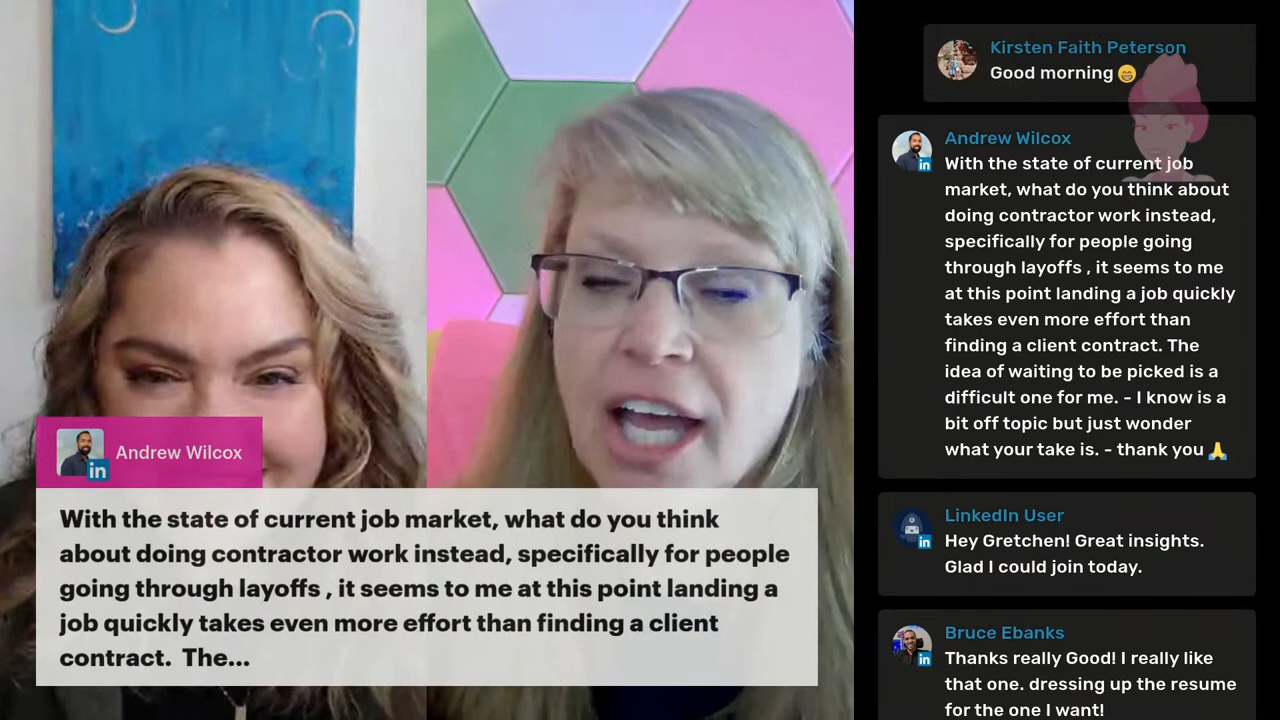 Andrew Wilcox
With the state of current job market, what do you think
about doing contractor work instead, specifically for people
going through layoffs , it seems to me at this point landing a
job quickly takes even more effort than finding a client
contract.  The...
Kirsten Faith Peterson
Good morning 😁
Andrew Wilcox
With the state of current job
market, what do you think about
doing contractor work instead,
specifically for people going
through layoffs , it seems to me
at this point landing a job quickly
takes even more effort than
finding a client contract. The
idea of waiting to be picked is a
difficult one for me. - I know is a
bit off topic but just wonder
what your take is. - thank you 🙏
LinkedIn User
Hey Gretchen! Great insights.
Glad I could join today.
Bruce Ebanks
Thanks really Good! I really like
that one. dressing up the resume
for the one I want!